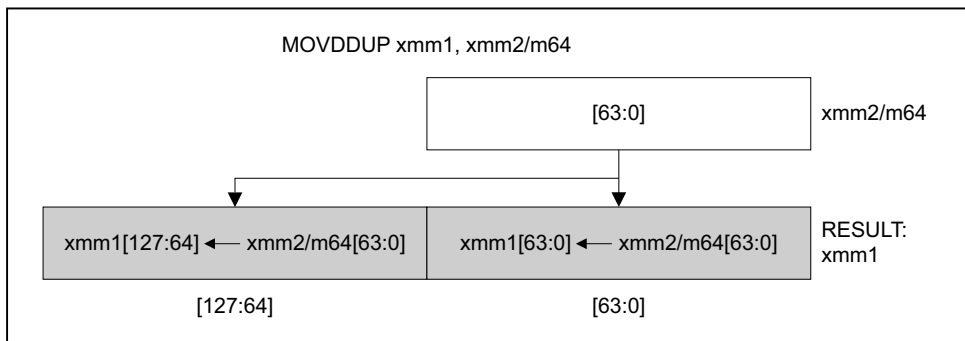 MOVDDUP xmm1, xmm2/m64
[63:0]
xmm2/m64
xmm1[127:64] ← xmm2/m64[63:0]
xmm1[63:0] ← xmm2/m64[63:0]
RESULT:
xmm1
[127:64]
[63:0]